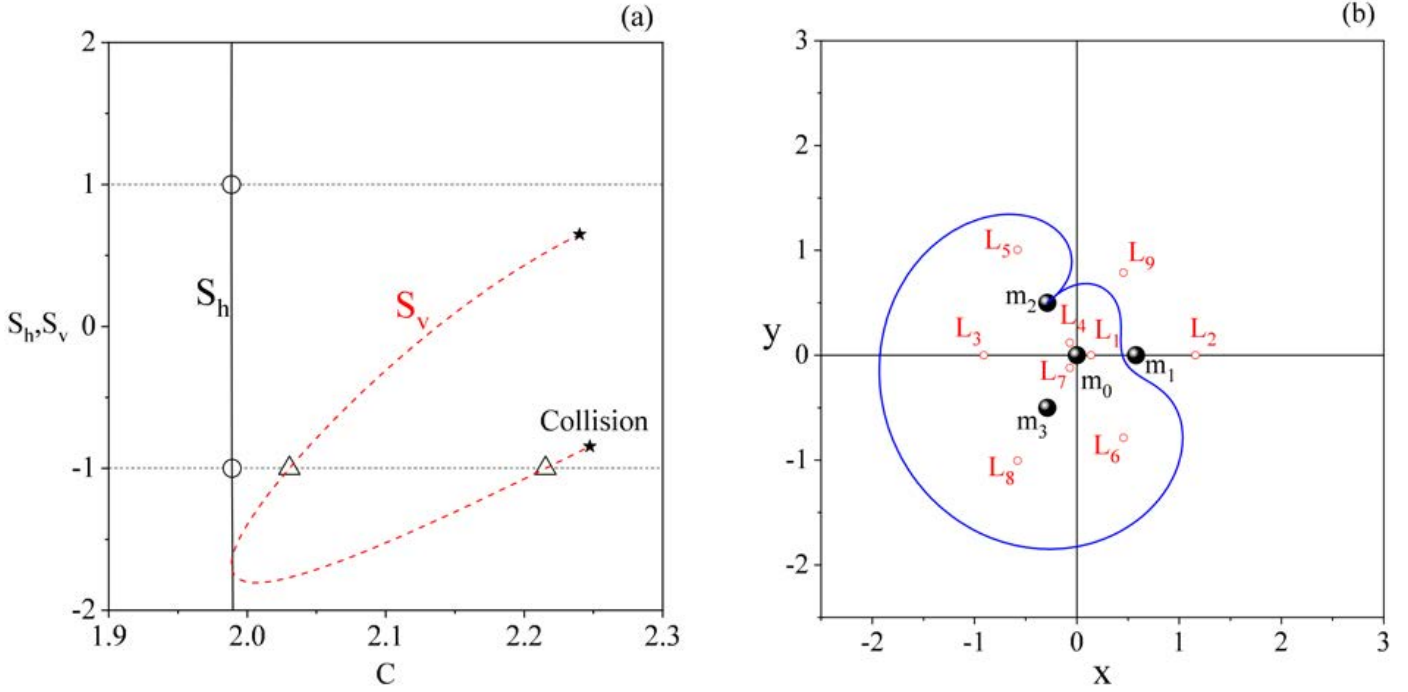 (a)
2
1
0
-1
-2
S_h,S_v
S_h
S_v
Collision
1.9
2.0
2.1
2.2
2.3
C
(b)
3
2
1
0
-1
-2
y
L_5
L_9
m_2
L_4
L_3
L_1
L_2
L_7
m_0
m_1
m_3
L_6
L_8
-2
-1
0
1
2
3
x